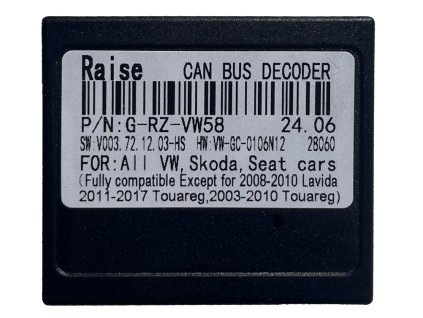 Raise CAN BUS DECODER
P/N:G-RZ-VW58 24.06
SW:V003.72.12.03-HS HW:VW-GC-0106N12 28060
FOR:All VW,Skoda,Seat cars
(Fully compatible Except for 2008-2010 Lavida
2011-2017 Touareg,2003-2010 Touareg)